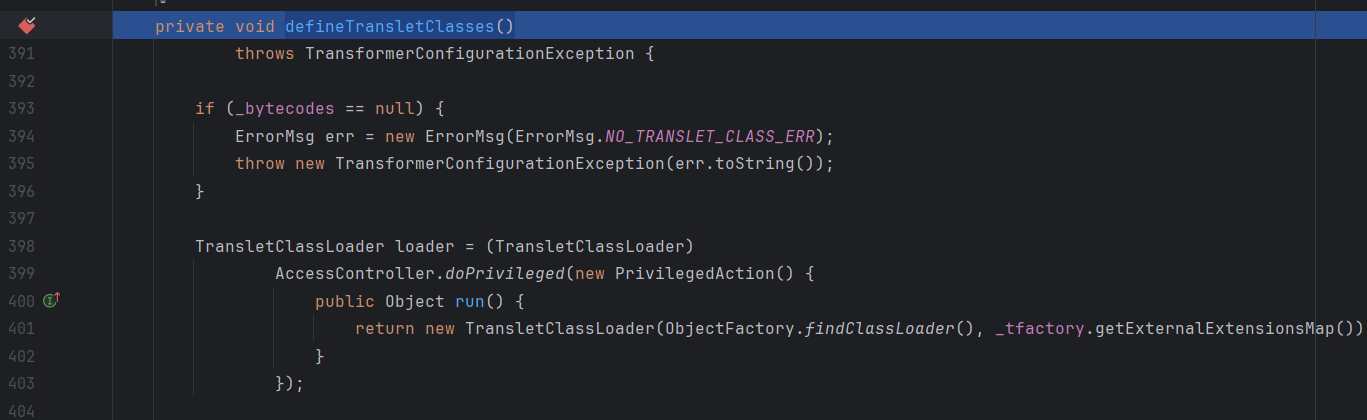 private void defineTransletClasses()
391 throws TransformerConfigurationException {
392
393 if (_bytecodes == null) {
394 ErrorMsg err = new ErrorMsg(ErrorMsg.NO_TRANSLET_CLASS_ERR);
395 throw new TransformerConfigurationException(err.toString());
396 }
397
398 TransletClassLoader loader = (TransletClassLoader)
399 AccessController.doPrivileged(new PrivilegedAction() {
400 public Object run() {
401 return new TransletClassLoader(ObjectFactory.findClassLoader(), _tfactory.getExternalExtensionsMap())
402 }
403 });
404